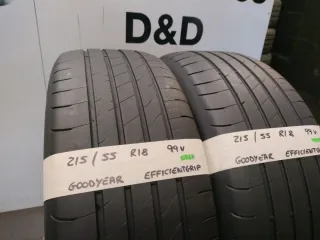 D&D
215/55 R18 99V
GOODYEAR EFFICIENTGRIP
215/55 R18 99V
GOODYEAR EFFICIENTGRIP